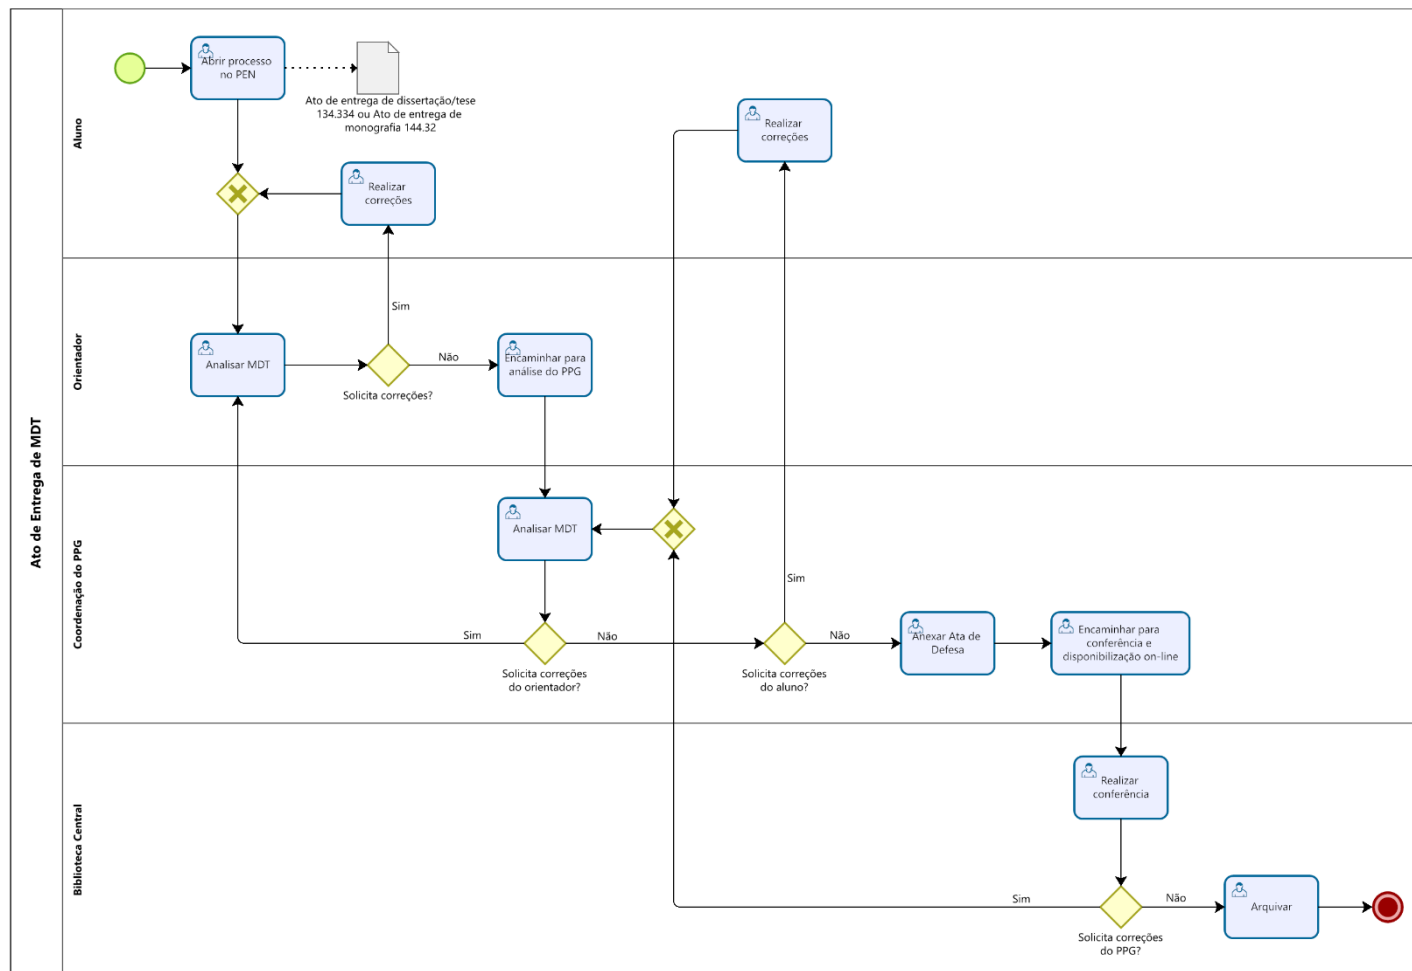 Ato de Entrega de MDT
Aluno
Abrir processo
no PEN
Ato de entrega de dissertação/tese
134.334 ou Ato de entrega de
monografia 144.32
Realizar
correções
Realizar
correções
Orientador
Analisar MDT
Sim
Solicita correções?
Não
Encaminhar para
análise do PPG
Coordenação do PPG
Analisar MDT
Sim
Solicita correções
do orientador?
Não
Sim
Solicita correções
do aluno?
Não
Anexar Ata de
Defesa
Encaminhar para
conferência e
disponibilização on-line
Biblioteca Central
Realizar
conferência
Sim
Solicita correções
do PPG?
Não
Arquivar